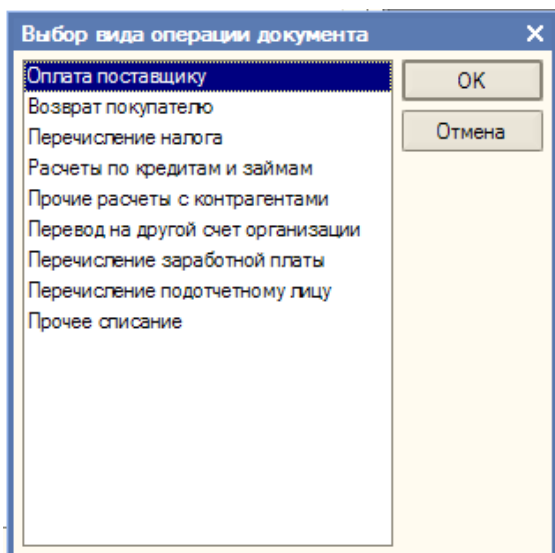 Выбор вида операции документа
Оплата поставщику
OK
Возврат покупателю
Отмена
Перечисление налога
Расчеты по кредитам и займам
Прочие расчеты с контрагентами
Перевод на другой счет организации
Перечисление заработной платы
Перечисление подотчетному лицу
Прочее списание